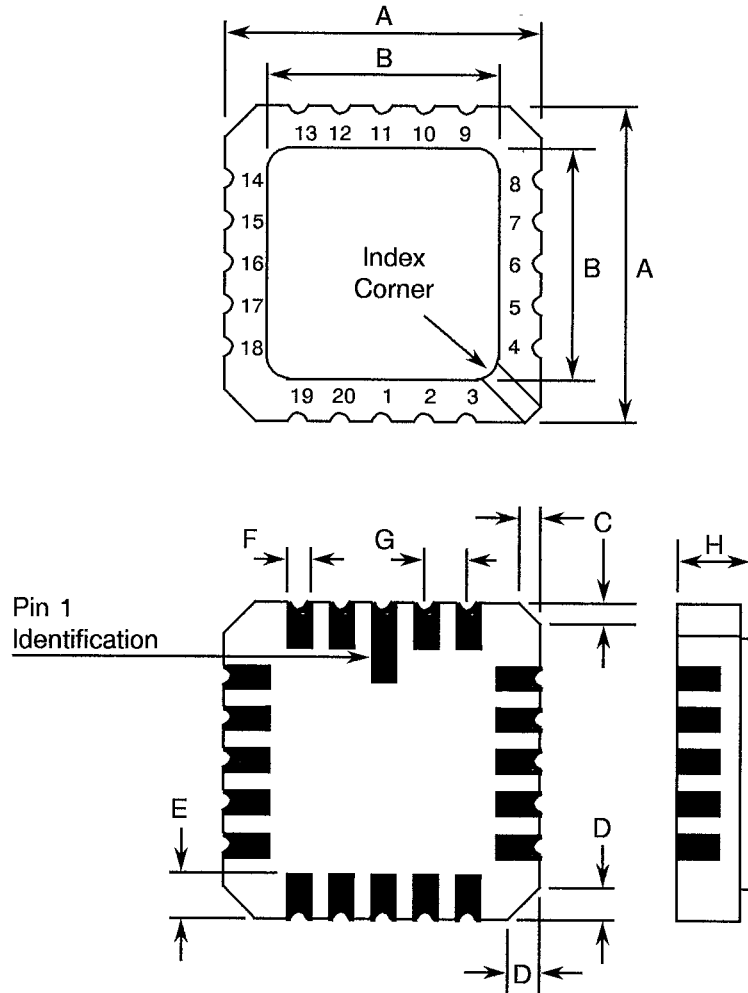 A
B
13 12 11 10 9
14 8
15 7
16 6
17 5
18 4
Index
Corner
B
A
19 20 1 2 3
C
F
G
H
Pin 1
Identification
E
D
D